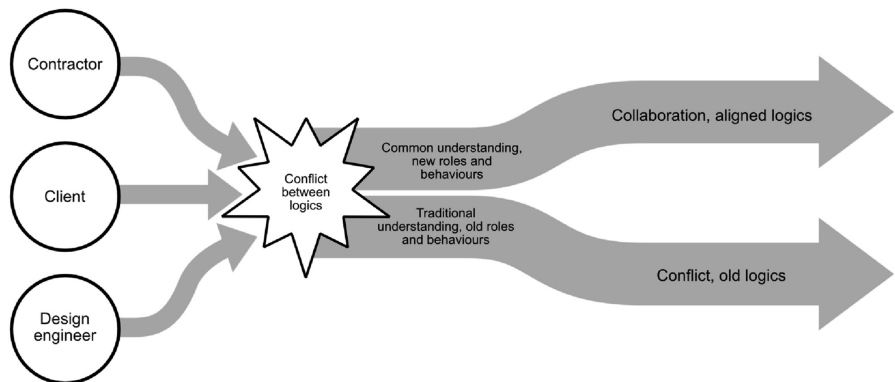 Contractor
Client
Design
engineer
Conflict
between
logics
Common understanding,
new roles and
behaviours
Traditional
understanding, old roles
and behaviours
Collaboration, aligned logics
Conflict, old logics